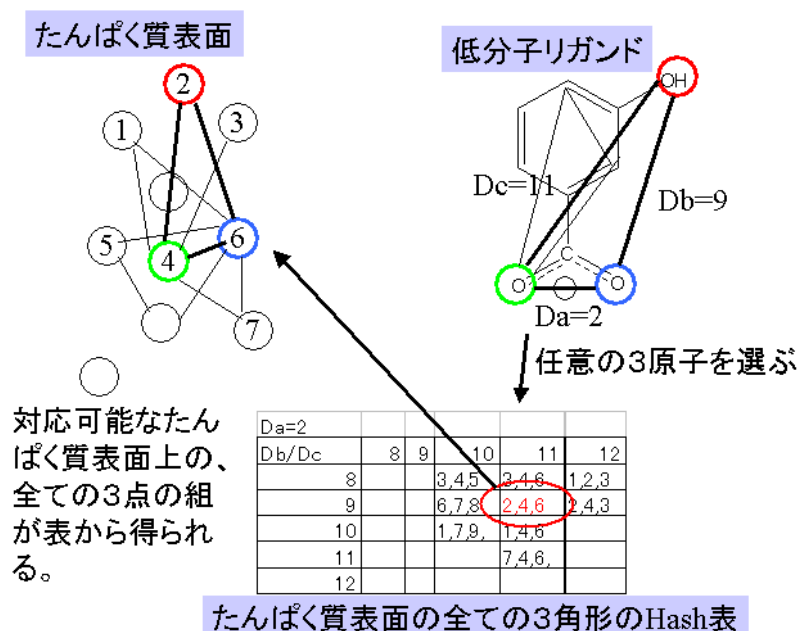 たんぱく質表面
低分子リガンド
2
OH
1
3
Dc=11
Db=9
5
6
4
C
O
O
7
Da=2
任意の３原子を選ぶ
対応可能なたん
ぱく質表面上の、
全ての３点の組
が表から得られ
る。
Da=2
Db/Dc 8 9 10 11 12
8 3,4,5 3,4,6 1,2,3
9 6,7,8 2,4,6 2,4,3
10 1,7,9, 1,4,6
11 7,4,6,
12
たんぱく質表面の全ての３角形のHash表